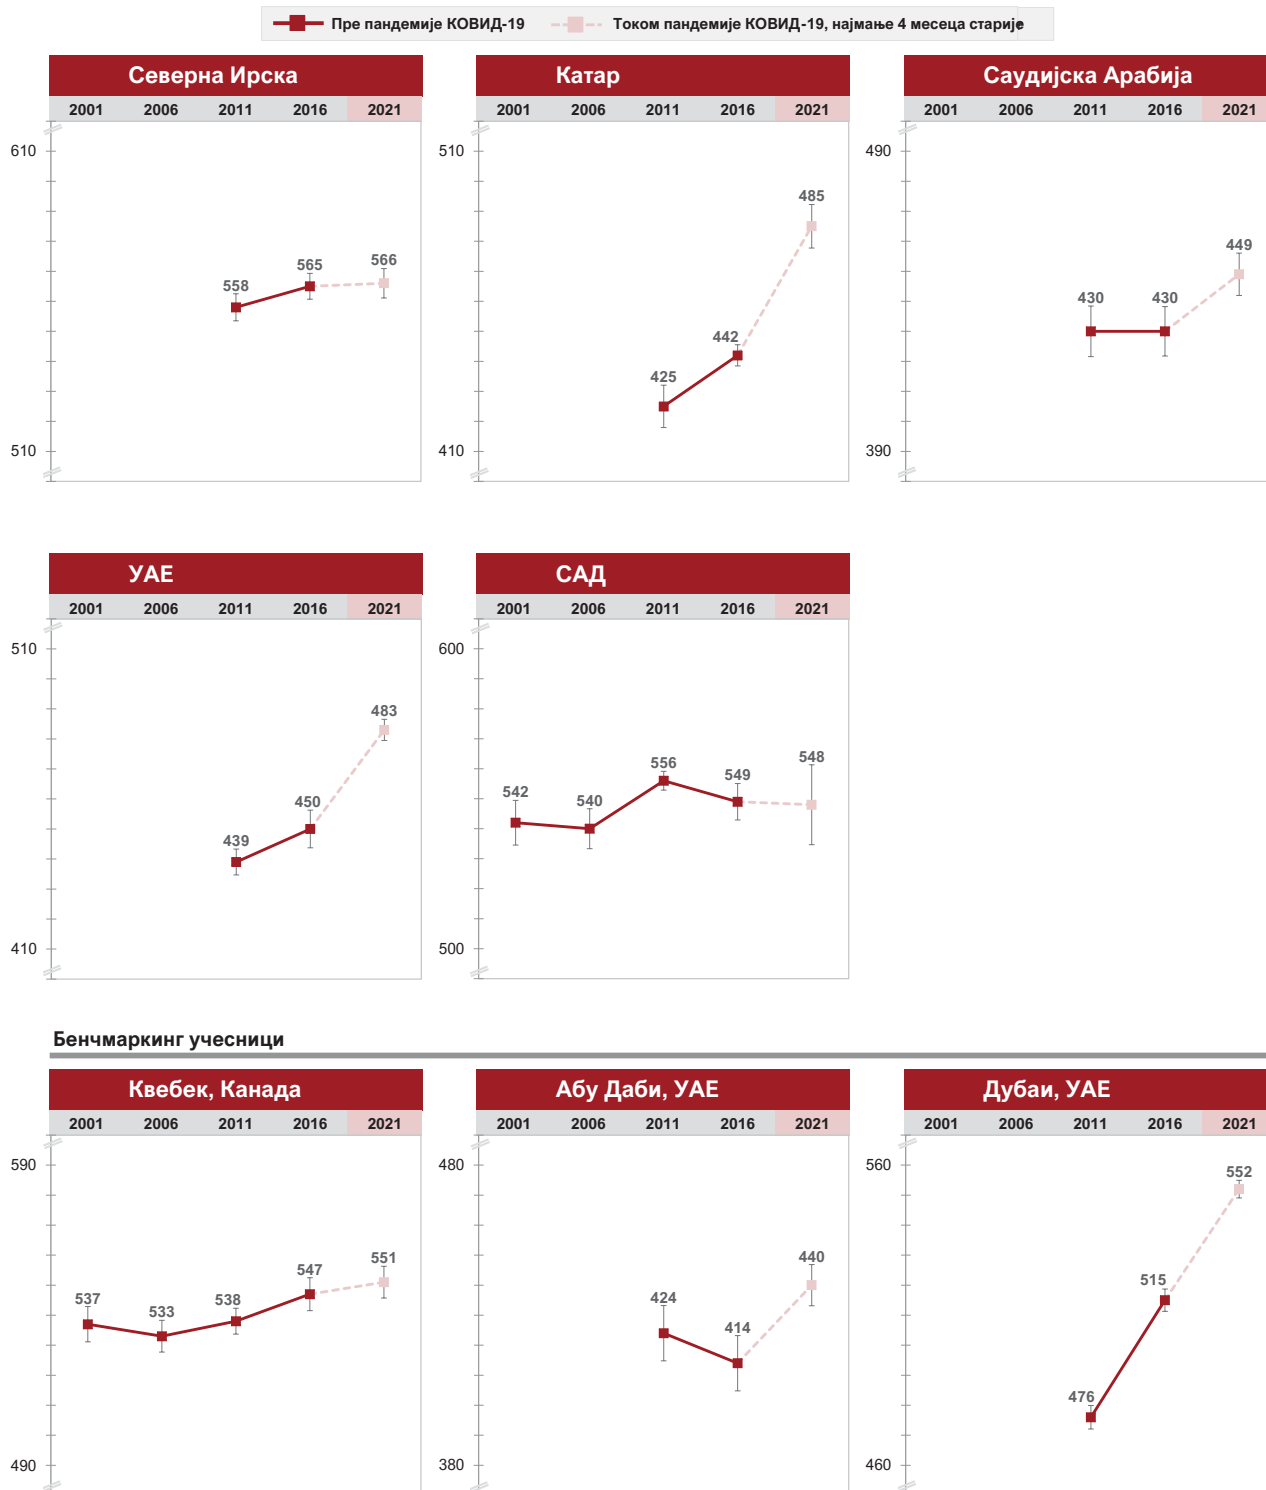 Пре пандемије КОВИД-19 Током пандемије КОВИД-19, најмање 4 месеца старије
Северна Ирска Катар Саудијска Арабија
2001 2006 2011 2016 2021 2001 2006 2011 2016 2021 2001 2006 2011 2016 2021
610 510 490
485
449
558 565 566 442 430 430
425
510 410 390
УАЕ САД
2001 2006 2011 2016 2021 2001 2006 2011 2016 2021
510 600
483
439 450 542 540 556 549 548
410 500
Бенчмаркинг учесници
Квебек, Канада Абу Даби, УАЕ Дубаи, УАЕ
2001 2006 2011 2016 2021 2001 2006 2011 2016 2021 2001 2006 2011 2016 2021
590 480 560
552
537 533 538 547 551 424 414 440 515
476
490 380 460